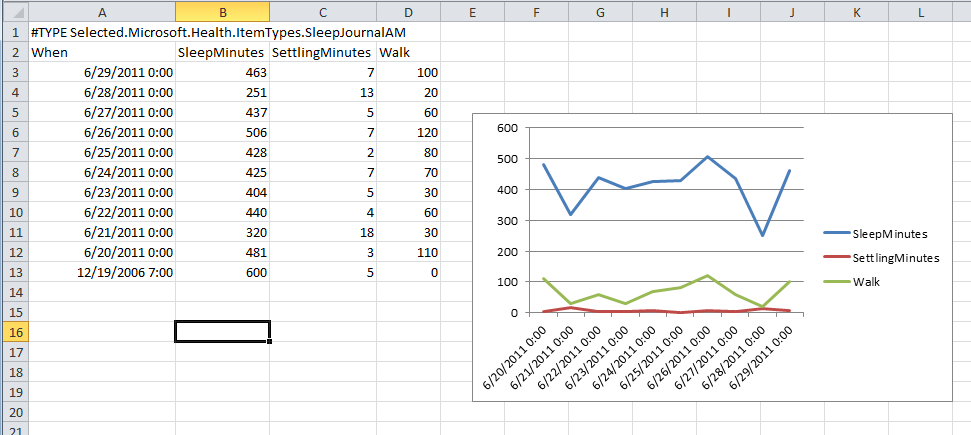 A B C D E F G H I J K L
1 #TYPE Selected.Microsoft.Health.ItemTypes.SleepJournalAM
2 When SleepMinutes SettlingMinutes Walk
3 6/29/2011 0:00 463 7 100
4 6/28/2011 0:00 251 13 20
5 6/27/2011 0:00 437 5 60
6 6/26/2011 0:00 506 7 120
7 6/25/2011 0:00 428 2 80
8 6/24/2011 0:00 425 7 70
9 6/23/2011 0:00 404 5 30
10 6/22/2011 0:00 440 4 60
11 6/21/2011 0:00 320 18 30
12 6/20/2011 0:00 481 3 110
13 12/19/2006 7:00 600 5 0
14
15
16
17
18
19
20
21
600
500
400
300
200
100
0
6/20/2011 0:00
6/21/2011 0:00
6/22/2011 0:00
6/23/2011 0:00
6/24/2011 0:00
6/25/2011 0:00
6/26/2011 0:00
6/27/2011 0:00
6/28/2011 0:00
6/29/2011 0:00
SleepMinutes
SettlingMinutes
Walk